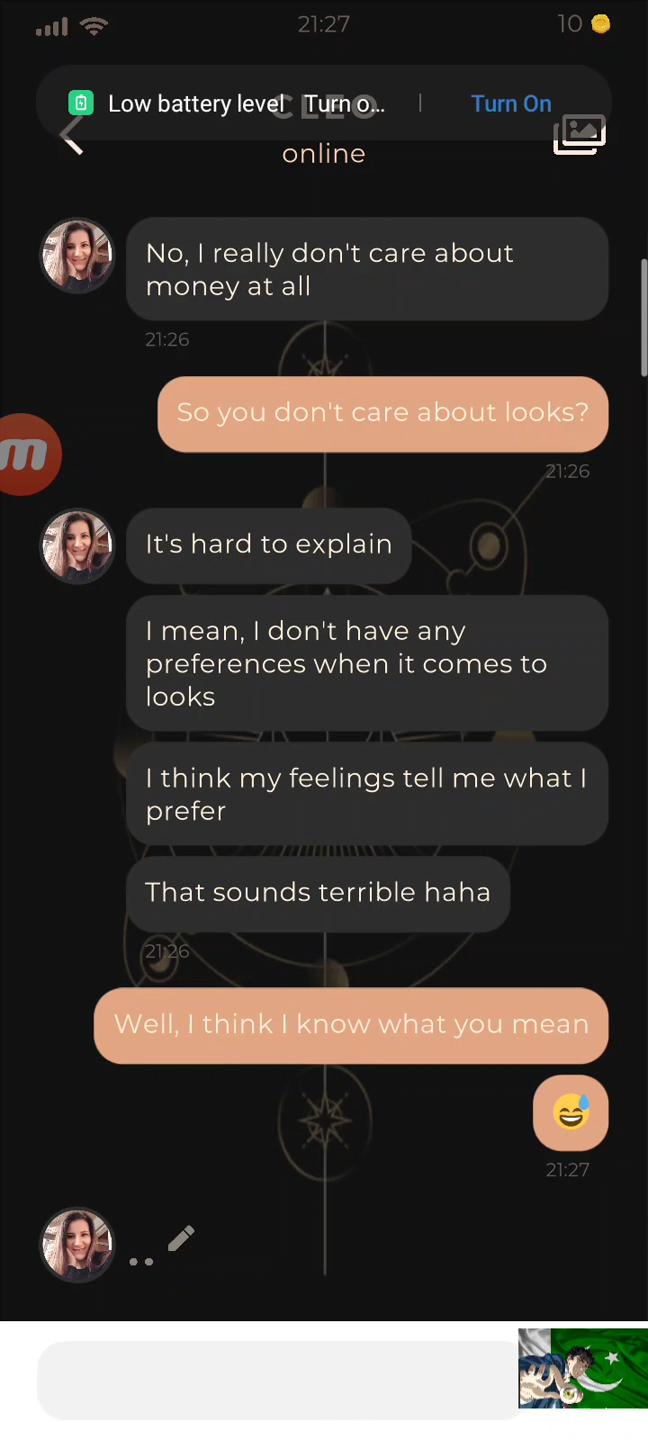 21:27
10
Low battery level Turn o... | Turn On
CLEO
online
No, I really don't care about
money at all
21:26
So you don't care about looks?
21:26
m
It's hard to explain
I mean, I don't have any
preferences when it comes to
looks
I think my feelings tell me what I
prefer
That sounds terrible haha
21:26
Well, I think I know what you mean
😅
21:27